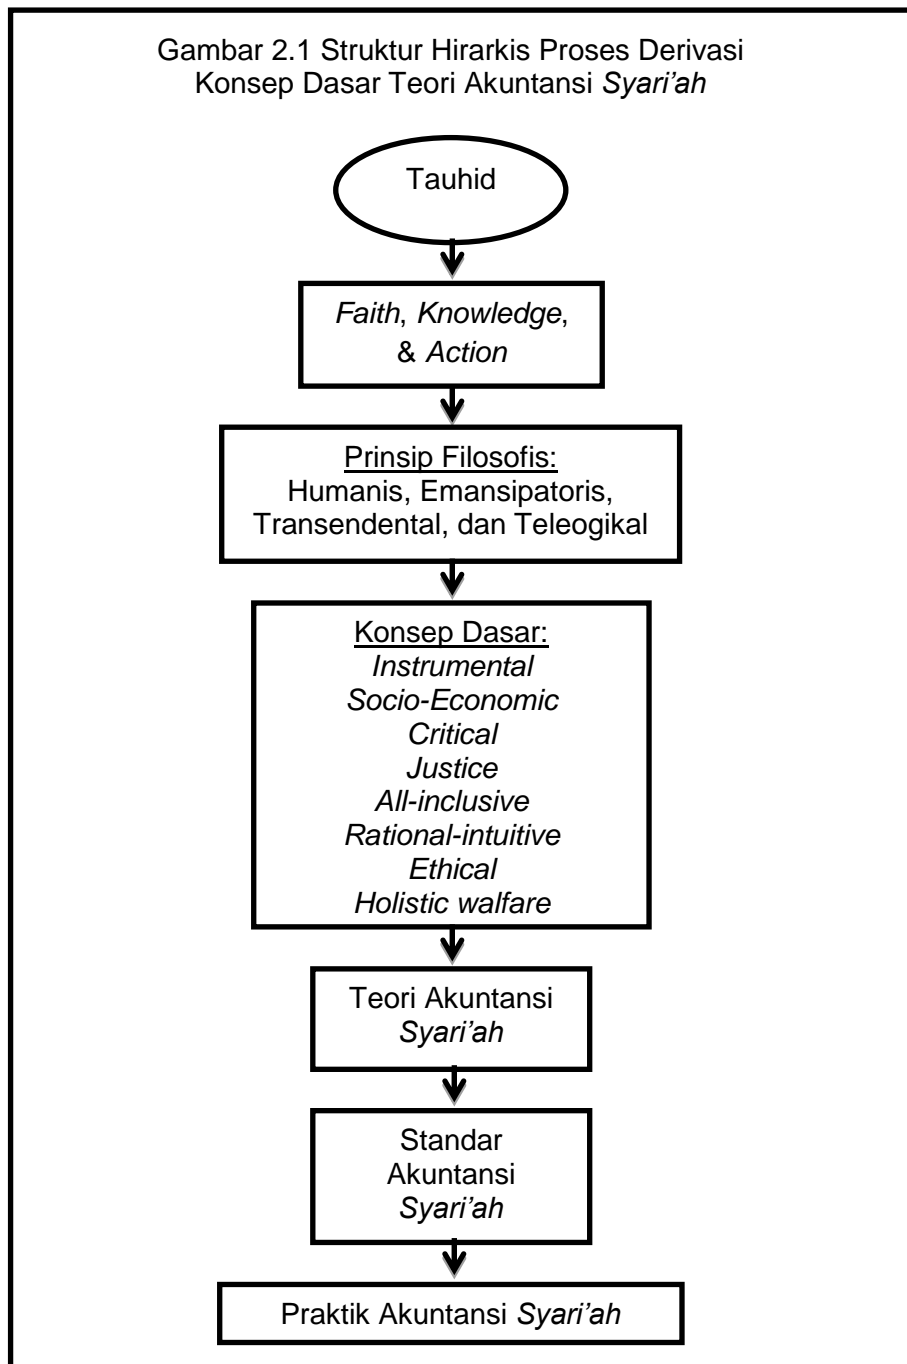 Gambar 2.1 Struktur Hirarkis Proses Derivasi
Konsep Dasar Teori Akuntansi Syari’ah
Tauhid
Faith, Knowledge,
& Action
Prinsip Filosofis:
Humanis, Emansipatoris,
Transendental, dan Teleogikal
Konsep Dasar:
Instrumental
Socio-Economic
Critical
Justice
All-inclusive
Rational-intuitive
Ethical
Holistic walfare
Teori Akuntansi
Syari’ah
Standar
Akuntansi
Syari’ah
Praktik Akuntansi Syari’ah